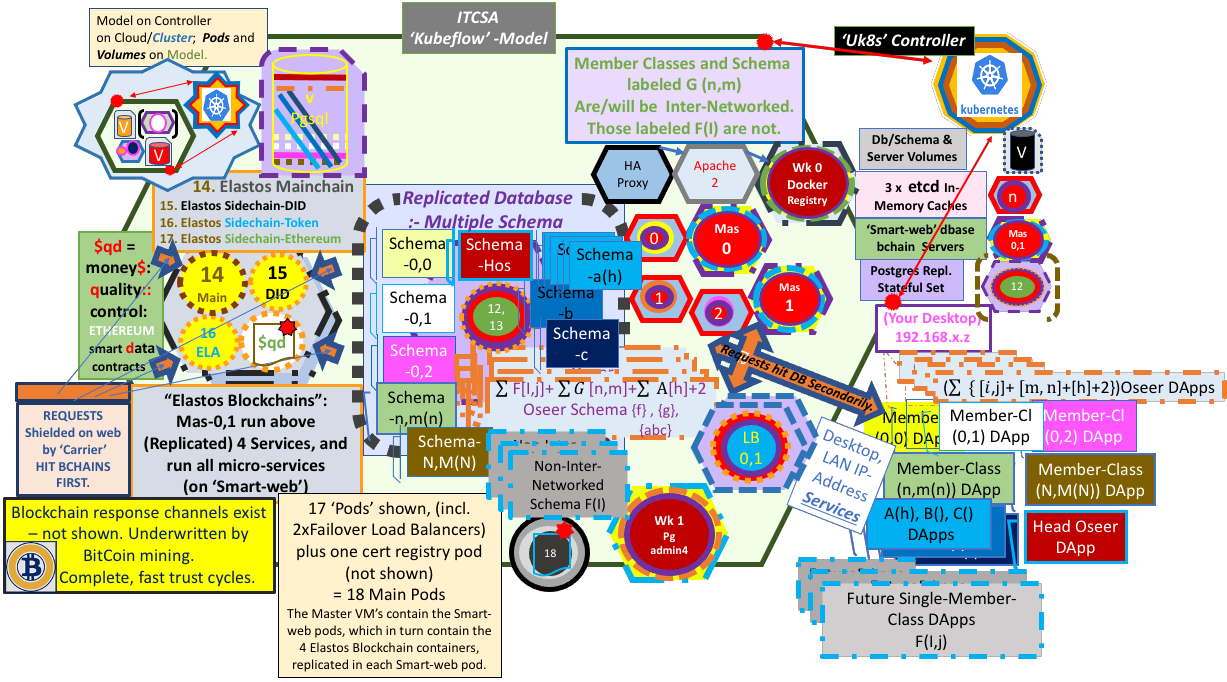 Model on Controller
on Cloud/Cluster; Pods and
Volumes on Model.
ITCSA
‘Kubeflow’ -Model
‘Uk8s’ Controller
kubernetes
Member Classes and Schema
labeled G (n,m)
Are/will be Inter-Networked.
Those labeled F(I) are not.
V
V
V
Pgsql
HA
Proxy
Apache
2
Wk 0
Docker
Registry
Db/Schema &
Server Volumes
V
3 x etcd In-
Memory Caches
n
‘Smart-web’ dbase
bchain Servers
Mas
0,1
Postgres Repl.
Stateful Set
12
(Your Desktop)
192.168.x.z
14. Elastos Mainchain
15. Elastos Sidechain-DID
16. Elastos Sidechain-Token
17. Elastos Sidechain-Ethereum
$qd =
money$:
quality::
control:
ETHEREUM
smart data
contracts
14
Main
15
DID
16
ELA
$qd
Replicated Database
:- Multiple Schema
Schema
-0,0
Schema
-Hos
Schema
-a(h)
Schema
-0,1
12,
13
Schema
-b
Schema
-0,2
Schema
-c
Schema
-n,m(n)
Schema-
N,M(N)
0
Mas
0
1
2
Mas
1
∑ F[I,j]+ ∑ G [n,m]+∑ A[h]+2
Oseer Schema {f} , {g},
{abc}
Requests hit DB Secondarily.
LB
0,1
Non-Inter-
Networked
Schema F(I)
18
Wk 1
Pg
admin4
REQUESTS
Shielded on web
by ‘Carrier’
HIT BCHAINS
FIRST.
“Elastos Blockchains”:
Mas-0,1 run above
(Replicated) 4 Services, and
run all micro-services
(on ‘Smart-web’)
Blockchain response channels exist
– not shown. Underwritten by
BitCoin mining.
Complete, fast trust cycles.
17 ‘Pods’ shown, (incl.
2xFailover Load Balancers)
plus one cert registry pod
(not shown)
= 18 Main Pods
The Master VM’s contain the Smart-
web pods, which in turn contain the
4 Elastos Blockchain containers,
replicated in each Smart-web pod.
(∑ { [i,j]+ [m, n]+[h]+2})Oseer DApps
Membe
(0,0) DAp
Member-Cl
(0,1) DApp
Member-Cl
(0,2) DApp
Desktop,
LAN IP-
Address
Services
Member-Class
(n,m(n)) DApp
Member-Class
(N,M(N)) DApp
A(h), B(), C()
DApps
Head Oseer
DApp
Future Single-Member-
Class DApps
F(I,j)